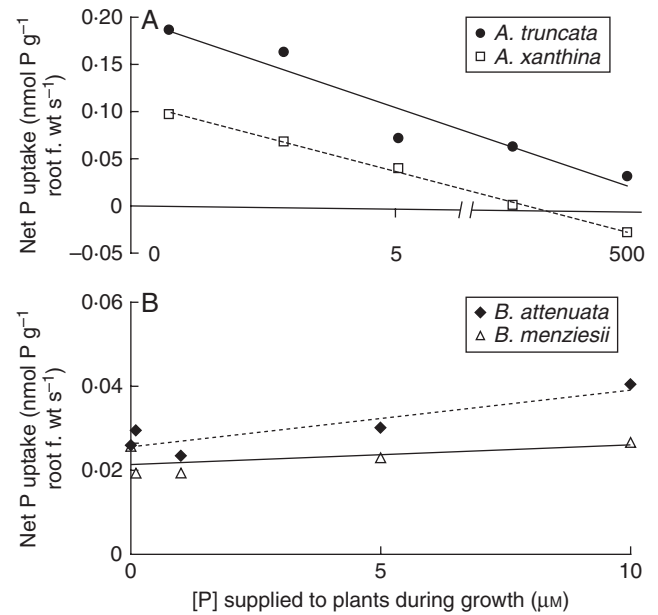 A
Net P uptake (nmol P g⁻¹
root f. wt s⁻¹)
0·20
0·15
0·10
0·05
0
−0·05
0
5
500
A. truncata
A. xanthina
B
Net P uptake (nmol P g⁻¹
root f. wt s⁻¹)
0·06
0·04
0·02
0
0
5
10
B. attenuata
B. menziesii
[P] supplied to plants during growth (μM)